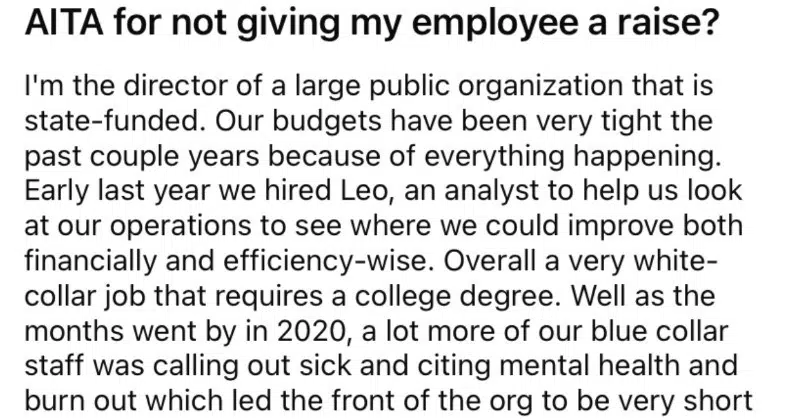 AITA for not giving my employee a raise?
I'm the director of a large public organization that is
state-funded. Our budgets have been very tight the
past couple years because of everything happening.
Early last year we hired Leo, an analyst to help us look
at our operations to see where we could improve both
financially and efficiency-wise. Overall a very white-
collar job that requires a college degree. Well as the
months went by in 2020, a lot more of our blue collar
staff was calling out sick and citing mental health and
burn out which led the front of the org to be very short